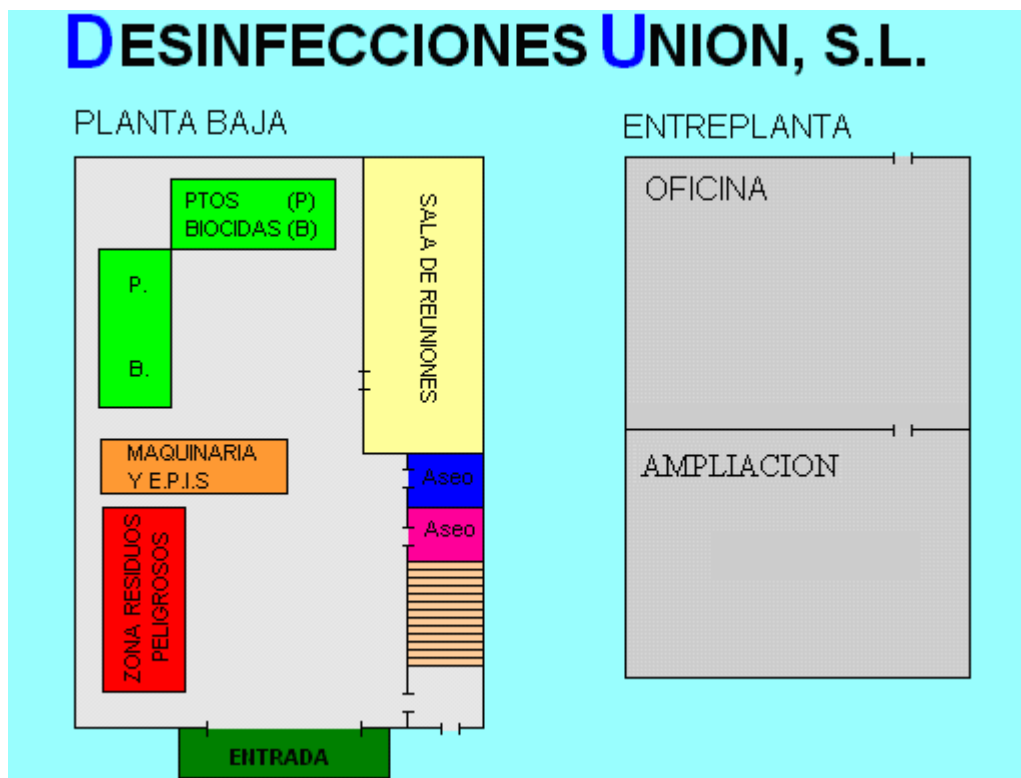 DESINFECCIONES UNION, S.L.
PLANTA BAJA
PTOS (P)
BIOCIDAS (B)
P.
B.
SALA DE REUNIONES
MAQUINARIA
Y E.P.I.S
Aseo
Aseo
ZONA RESIDUOS
PELIGROSOS
ENTRADA
ENTREPLANTA
OFICINA
AMPLIACION